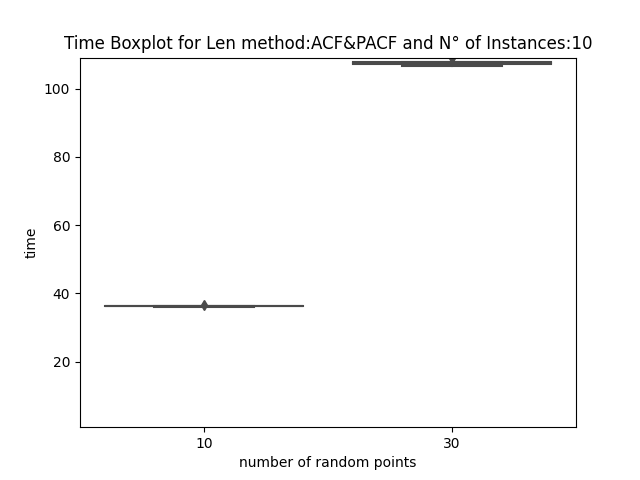 Time Boxplot for Len method:ACF&PACF and N° of Instances:10
100
80
60
40
20
time
10 30
number of random points